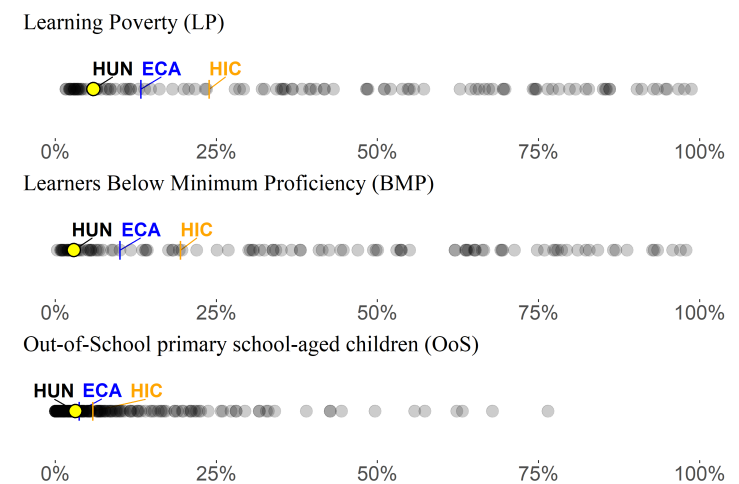 Learning Poverty (LP)
HUN ECA HIC
0% 25% 50% 75% 100%
Learners Below Minimum Proficiency (BMP)
HUN ECA HIC
0% 25% 50% 75% 100%
Out-of-School primary school-aged children (OoS)
HUN ECA HIC
0% 25% 50% 75% 100%